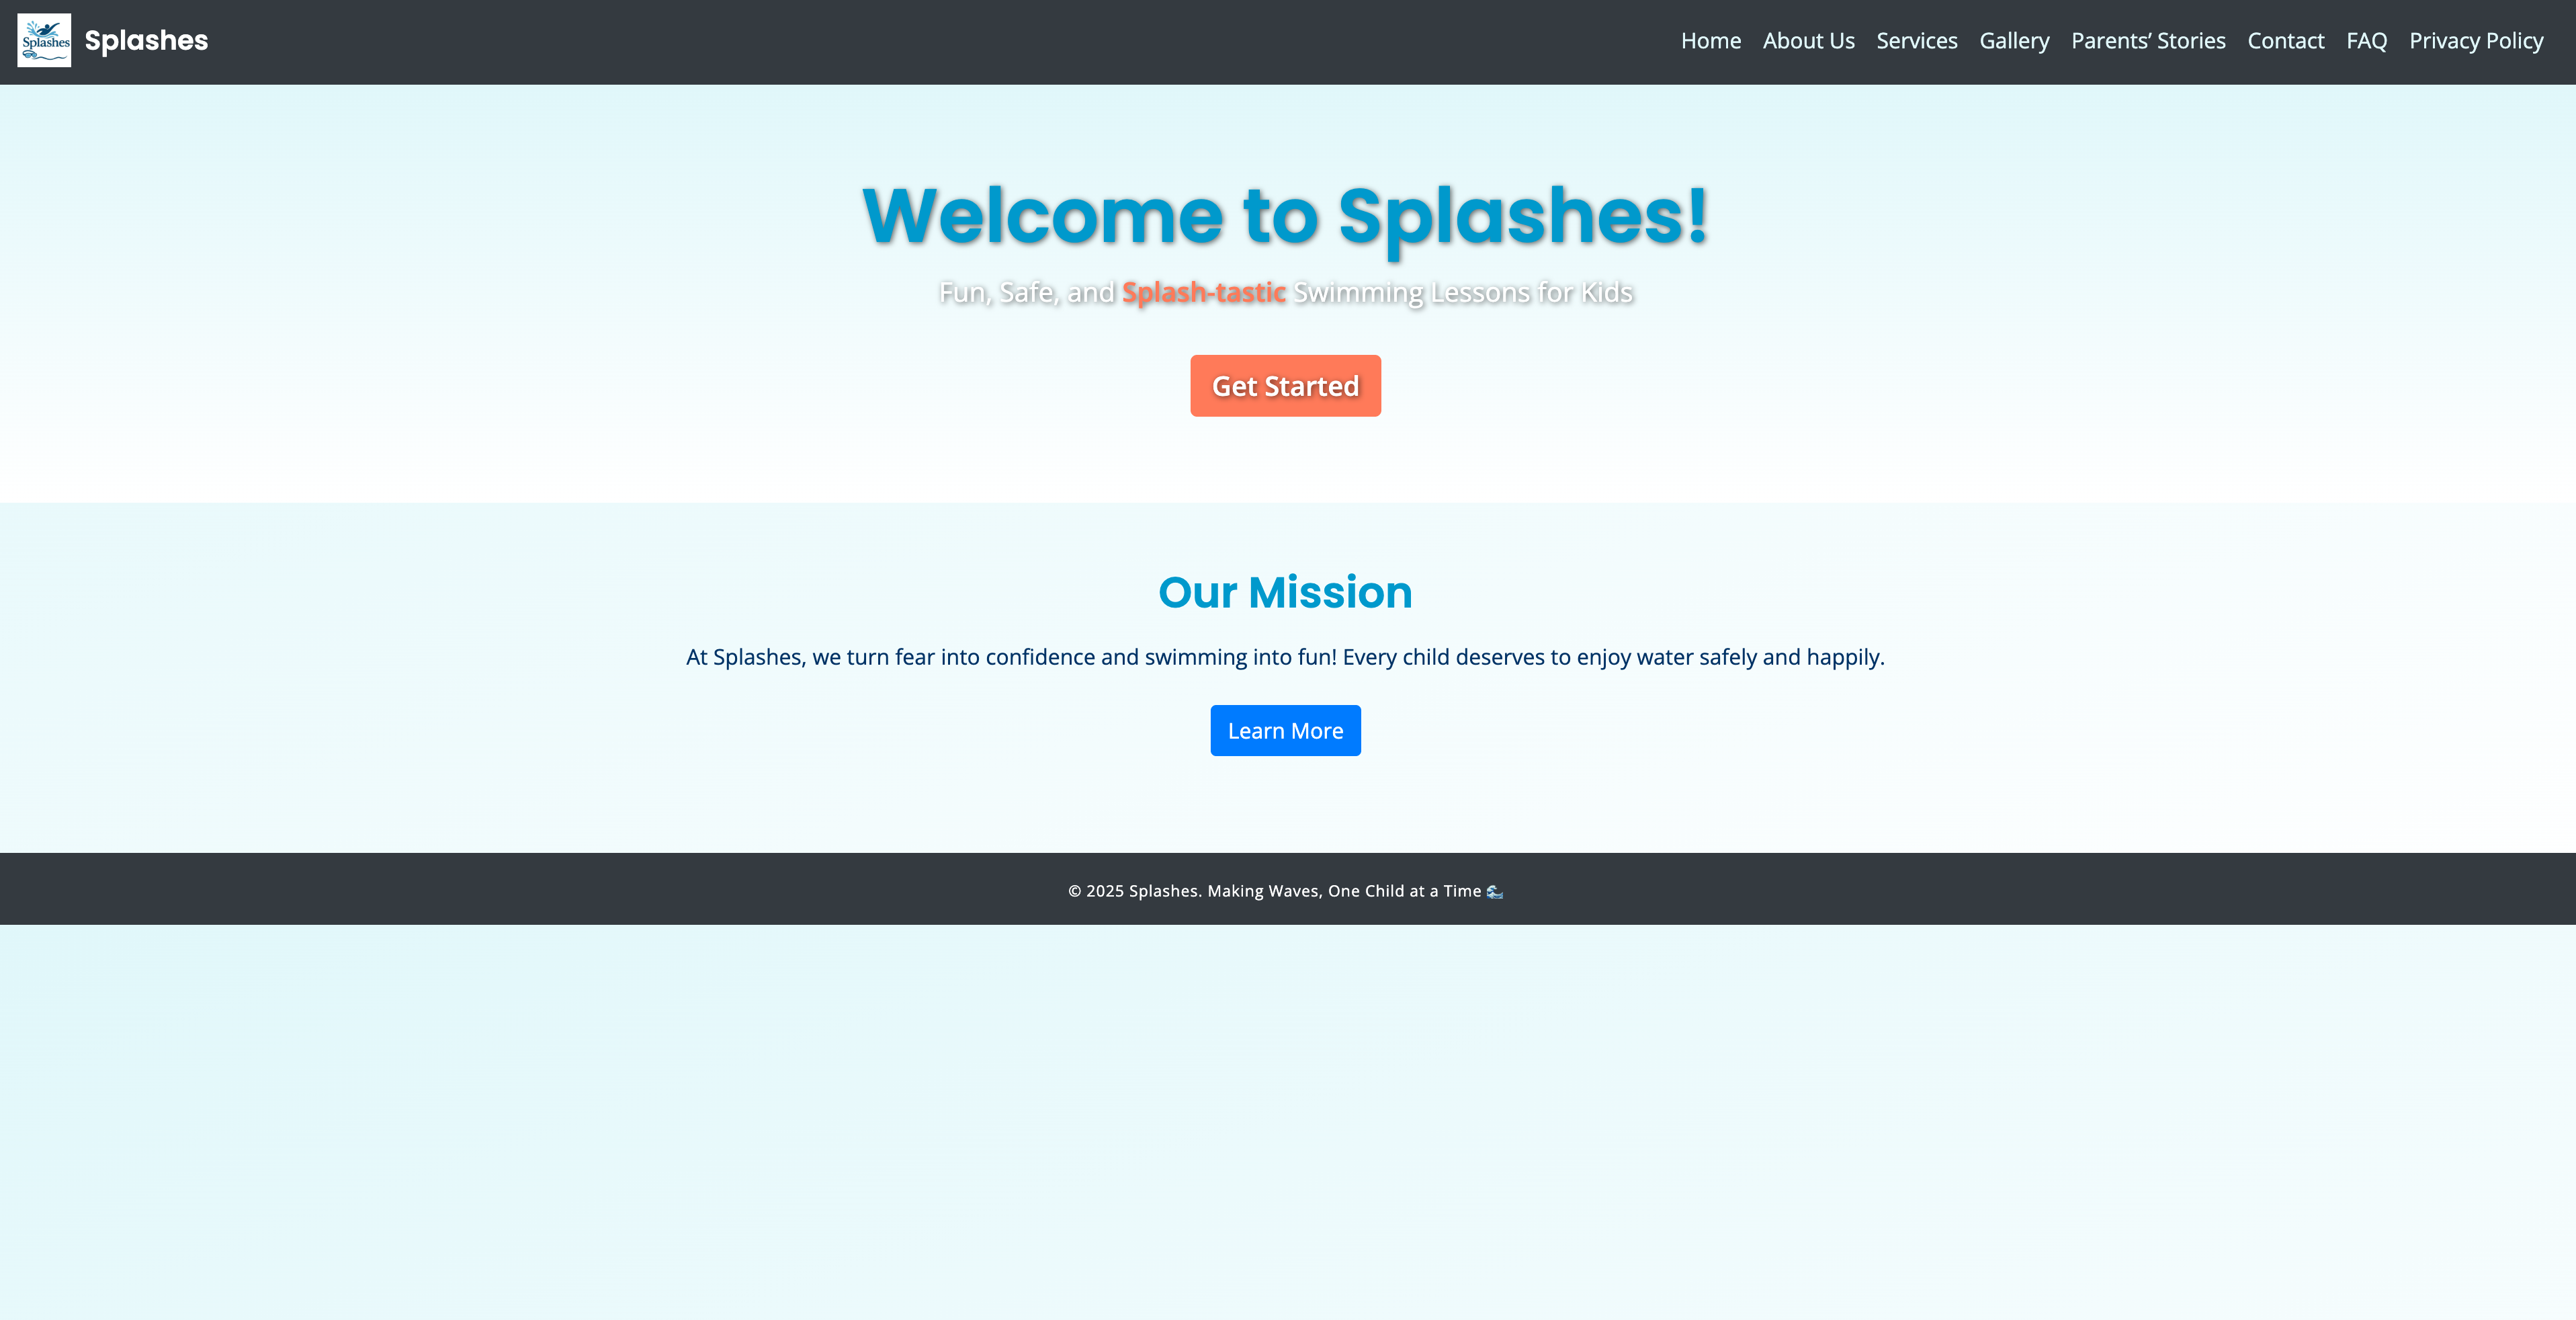 Splashes
Splashes
Home About Us Services Gallery Parents’ Stories Contact FAQ Privacy Policy
Welcome to Splashes!
Fun, Safe, and Splash-tastic Swimming Lessons for Kids
Get Started
Our Mission
At Splashes, we turn fear into confidence and swimming into fun! Every child deserves to enjoy water safely and happily.
Learn More
© 2025 Splashes. Making Waves, One Child at a Time 🌊